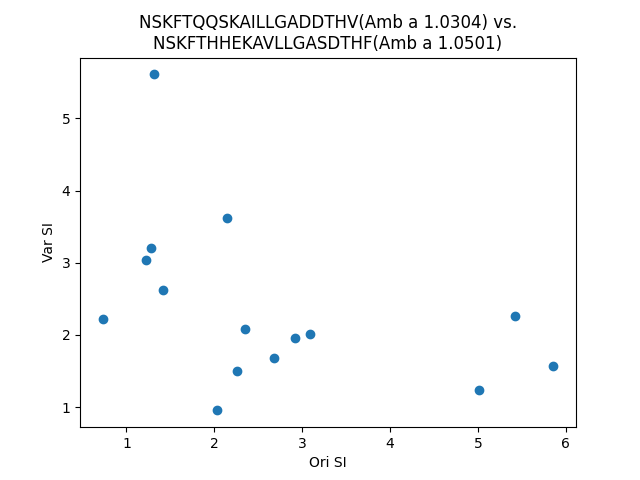 NSKFTQQSKAILLGADDTHV(Amb a 1.0304) vs.
NSKFTHHEKAVLLGASDTHF(Amb a 1.0501)
5
4
3
2
1
Var SI
1 2 3 4 5 6
Ori SI